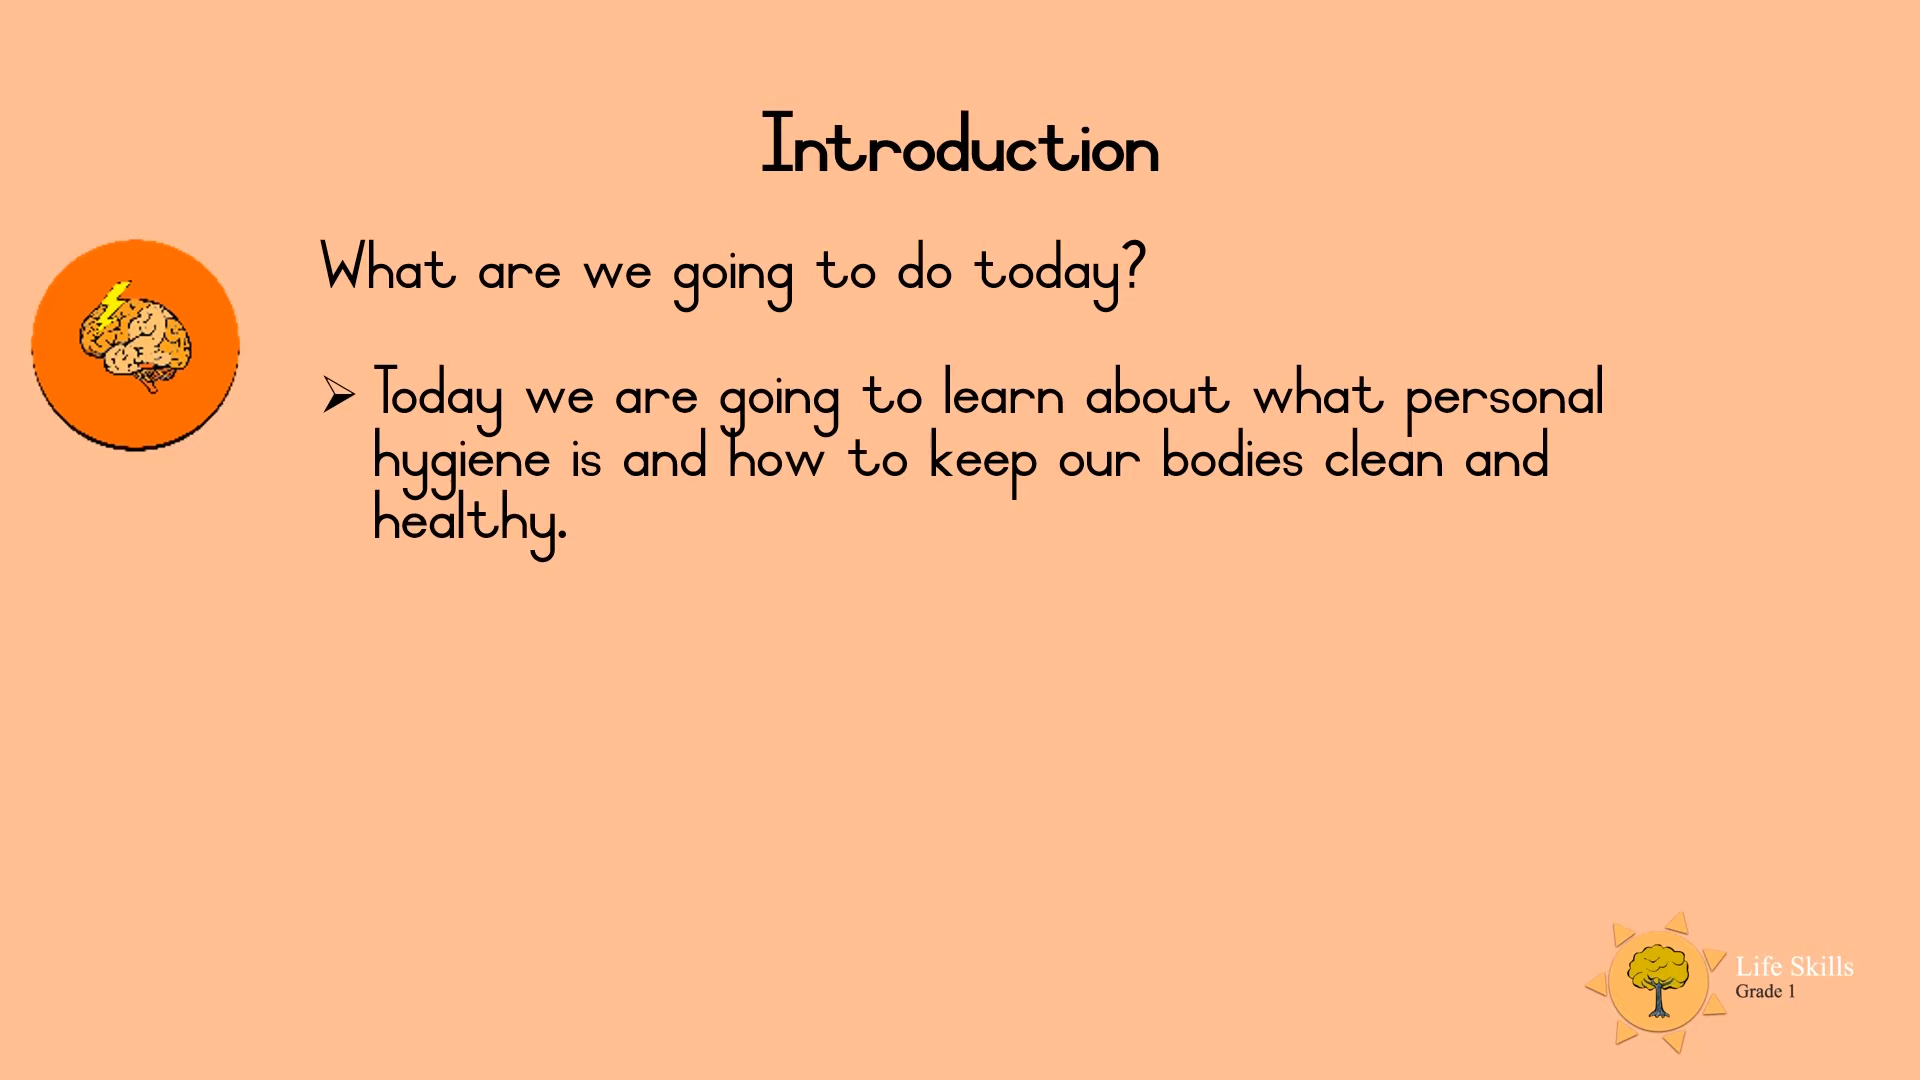 Introduction
What are we going to do today?
➢ Today we are going to learn about what personal
hygiene is and how to keep our bodies clean and
healthy.
Life Skills
Grade 1